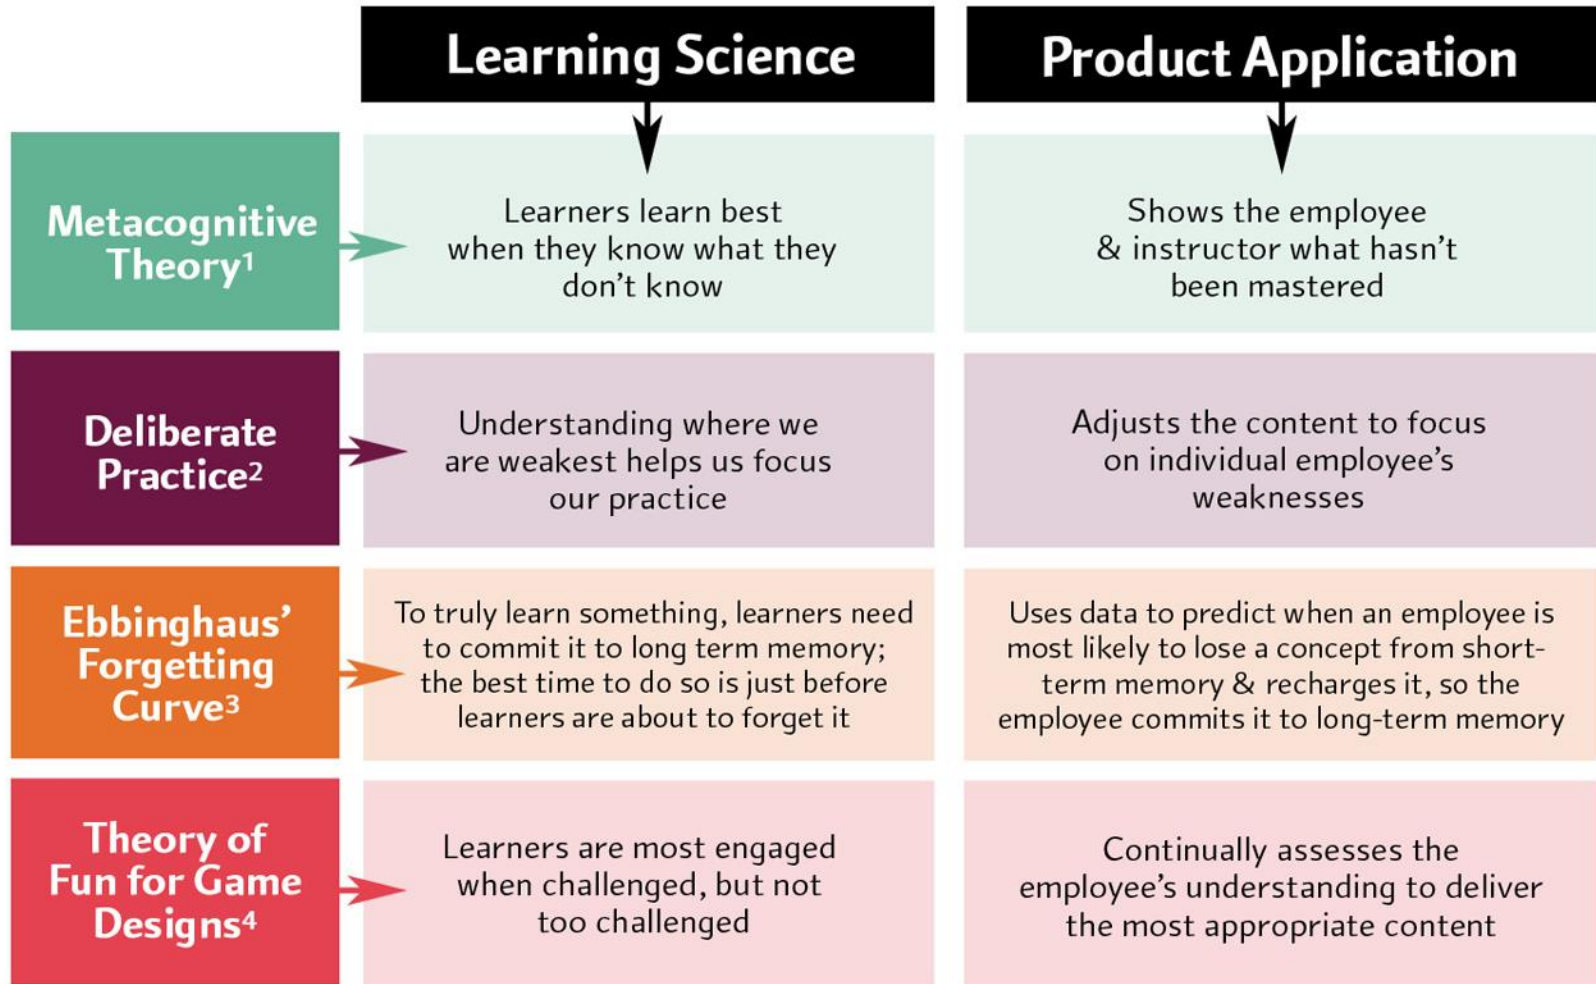 Learning Science
Product Application
Metacognitive
Theory¹
Learners learn best
when they know what they
don’t know
Shows the employee
& instructor what hasn’t
been mastered
Deliberate
Practice²
Understanding where we
are weakest helps us focus
our practice
Adjusts the content to focus
on individual employee’s
weaknesses
Ebbinghaus’
Forgetting
Curve³
To truly learn something, learners need
to commit it to long term memory;
the best time to do so is just before
learners are about to forget it
Uses data to predict when an employee is
most likely to lose a concept from short-
term memory & recharges it, so the
employee commits it to long-term memory
Theory of
Fun for Game
Designs⁴
Learners are most engaged
when challenged, but not
too challenged
Continually assesses the
employee’s understanding to deliver
the most appropriate content